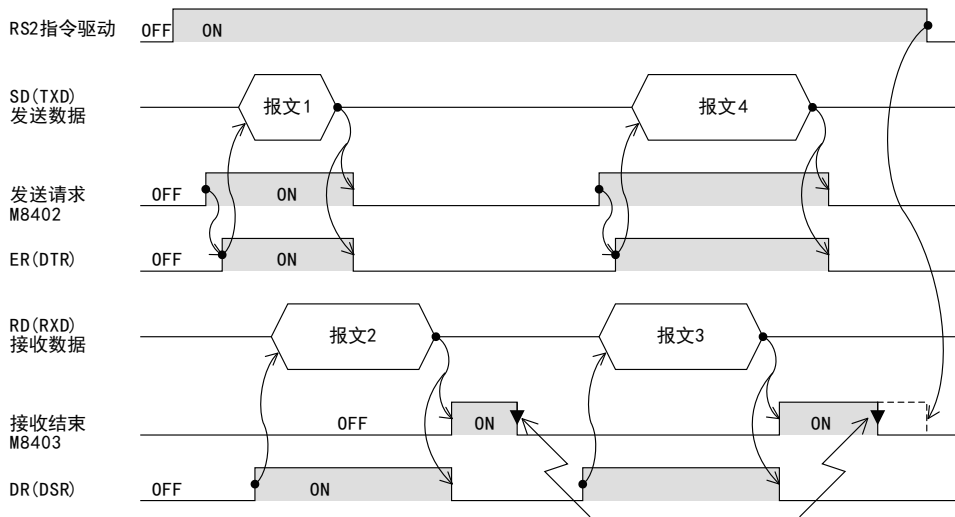 RS2指令驱动 OFF ON
SD(TXD)
发送数据
报文1 报文4
发送请求
M8402
OFF ON
ER(DTR) OFF ON
RD(RXD)
接收数据
报文2 报文3
接收结束
M8403
OFF ON ON
DR(DSR) OFF ON